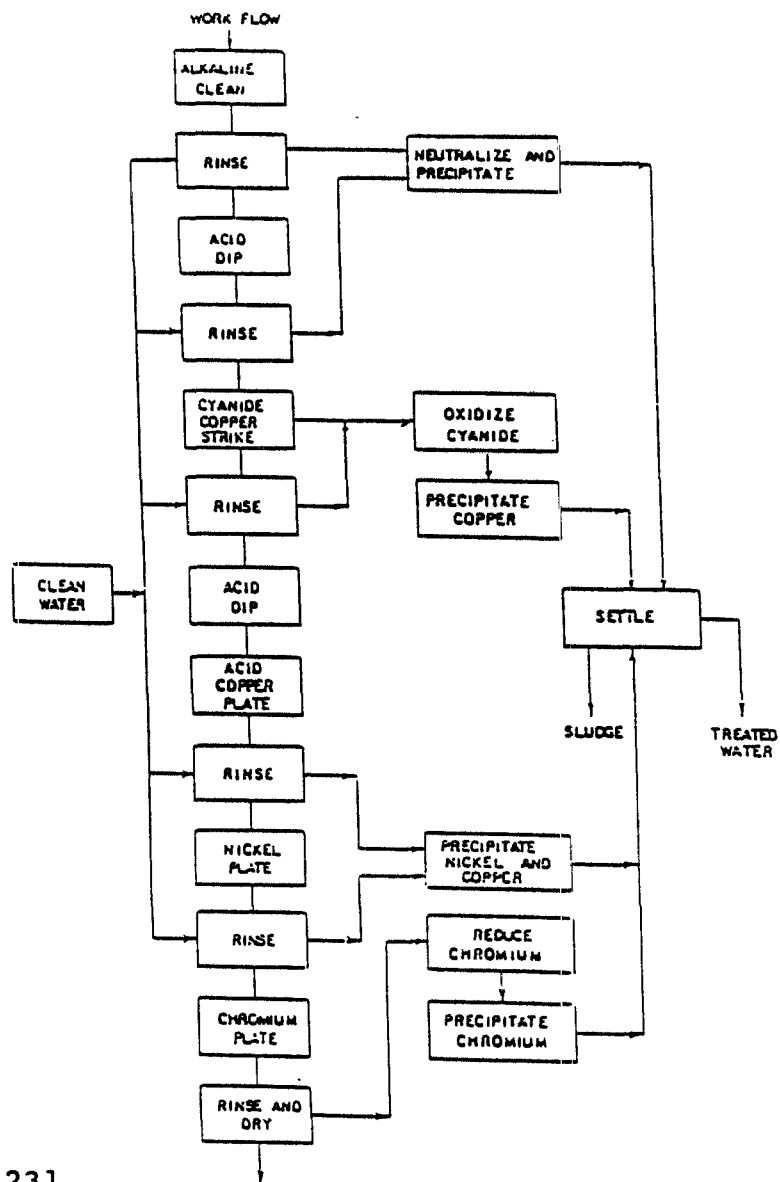 WORK FLOW
ALKALINE
CLEAN
RINSE
NEUTRALIZE AND
PRECIPITATE
ACID
DIP
RINSE
CYANIDE
COPPER
STRIKE
OXIDIZE
CYANIDE
RINSE
PRECIPITATE
COPPER
CLEAN
WATER
ACID
DIP
SETTLE
ACID
COPPER
PLATE
SLUDGE
TREATED
WATER
RINSE
NICKEL
PLATE
PRECIPITATE
NICKEL AND
COPPER
RINSE
REDUCE
CHROMIUM
CHROMIUM
PLATE
PRECIPITATE
CHROMIUM
RINSE AND
DRY
231